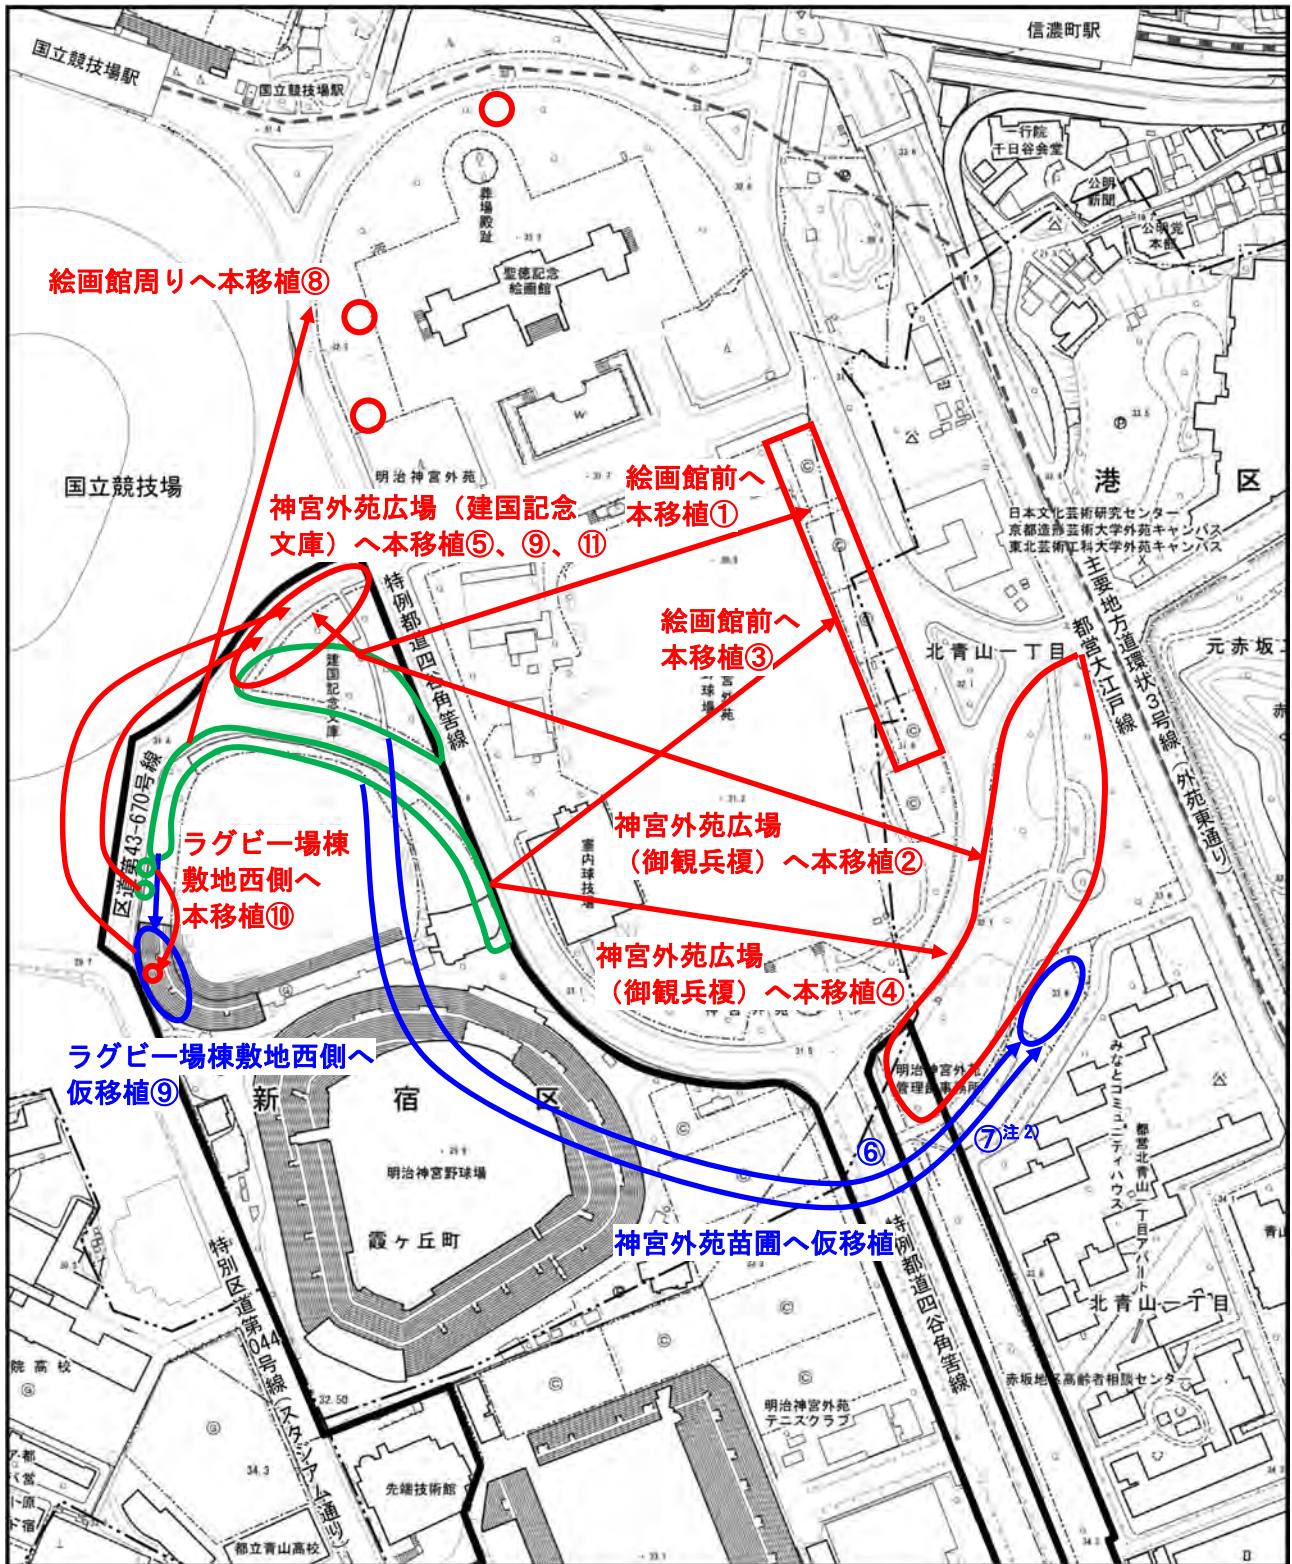 信濃町駅
国立競技場駅
国立競技場駅
一行院
千日谷会堂
公明
新聞
公明党
本部
葬場殿趾
聖徳記念
絵画館
絵画館周りへ本移植⑧
国立競技場
明治神宮外苑
絵画館前へ
本移植①
神宮外苑広場（建国記念
文庫）へ本移植⑤、⑨、⑪
港
区
日本文化芸術研究センター
京都造形芸術大学外苑キャンパス
東北芸術工科大学外苑キャンパス
主要地方道環状3号線（外苑東通り）
都営大江戸線
特例都道四谷角筈線
絵画館前へ
本移植③
北青山一丁目
元赤坂
建国記念文庫
区道第43-670号線
ラグビー場棟
敷地西側へ
本移植⑩
神宮外苑広場
（御観兵榎）へ本移植②
憲内球技場
神宮外苑広場
（御観兵榎）へ本移植④
ラグビー場棟敷地西側へ
仮移植⑨
新
宿
区
明治神宮外苑
管理部事務所
みなとコミュニティハウス
⑥
⑦注2)
明治神宮野球場
霞ヶ丘町
神宮外苑苗圃へ仮移植
都営北青山一丁目アパート
特別区道第044号線（スタジアム通り）
特例都道四谷角筈線
北青山一丁目
青山
院高校
赤坂地区高齢者相談センター
32.50
明治神宮外苑
テニスクラブ
34.3
先端技術館
都立青山高校
33.1